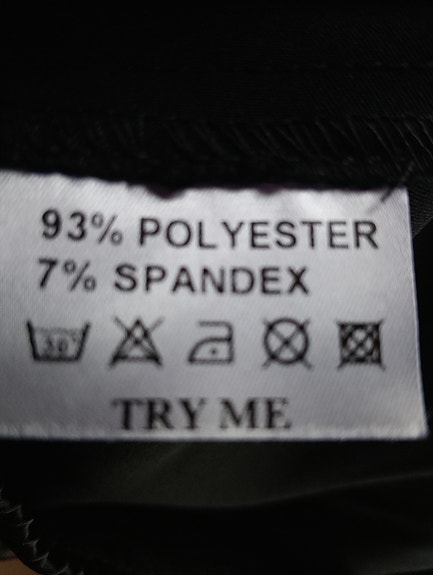 93% POLYESTER
7% SPANDEX
30°
TRY ME